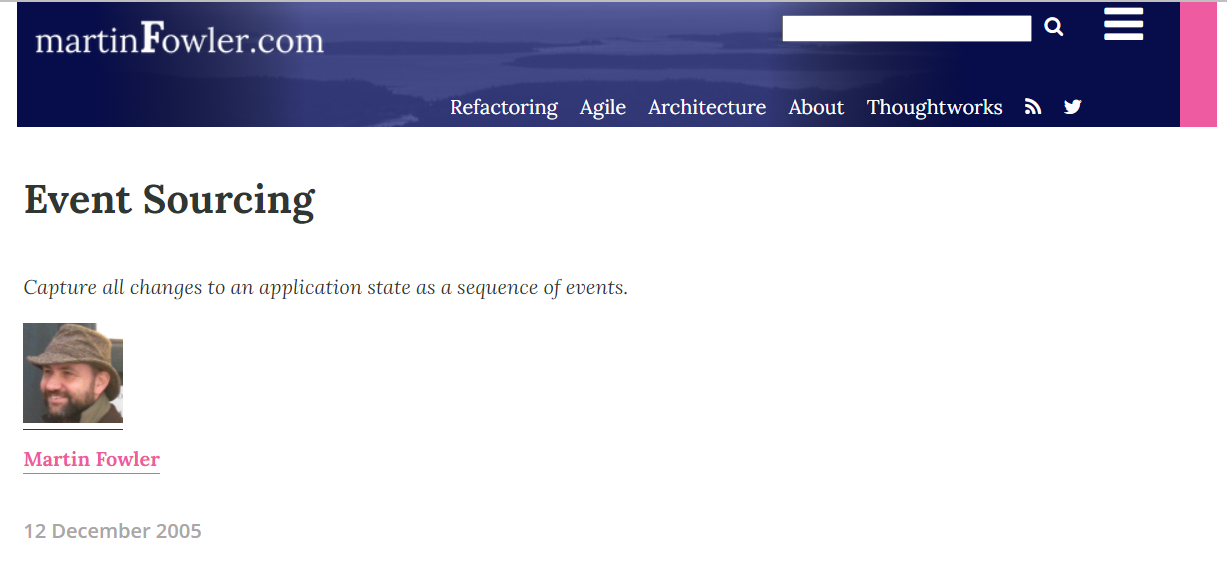 martinFowler.com
Refactoring Agile Architecture About Thoughtworks
Event Sourcing
Capture all changes to an application state as a sequence of events.
Martin Fowler
12 December 2005